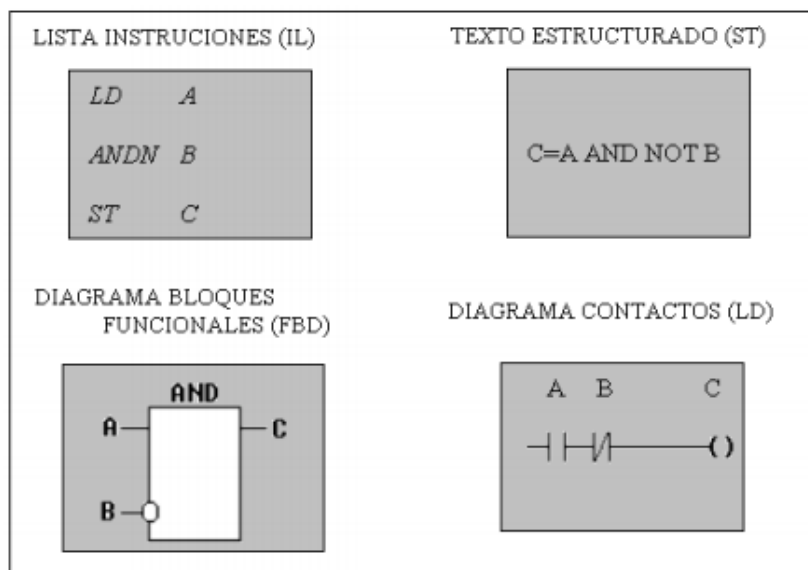 LISTA INSTRUCIONES (IL)
LD A
ANDN B
ST C
TEXTO ESTRUCTURADO (ST)
C=A AND NOT B
DIAGRAMA BLOQUES
FUNCIONALES (FBD)
AND
A
C
B
DIAGRAMA CONTACTOS (LD)
A B C
( )